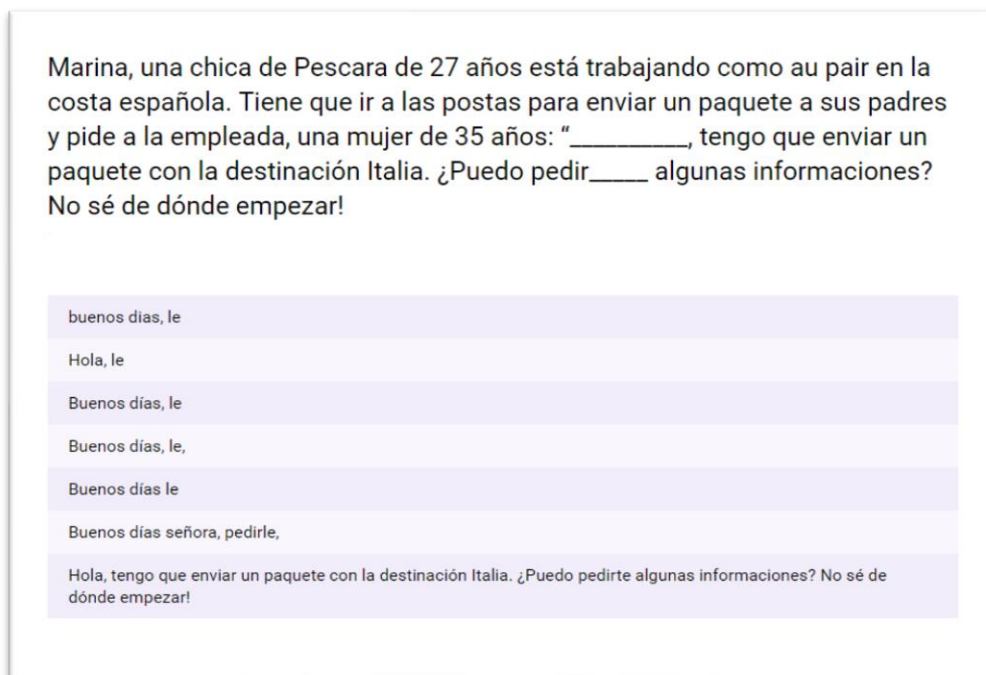 Marina, una chica de Pescara de 27 años está trabajando como au pair en la
costa española. Tiene que ir a las postas para enviar un paquete a sus padres
y pide a la empleada, una mujer de 35 años: “_________, tengo que enviar un
paquete con la destinación Italia. ¿Puedo pedir_____ algunas informaciones?
No sé de dónde empezar!
buenos dias, le
Hola, le
Buenos días, le
Buenos días, le,
Buenos días le
Buenos días señora, pedirle,
Hola, tengo que enviar un paquete con la destinación Italia. ¿Puedo pedirte algunas informaciones? No sé de
dónde empezar!